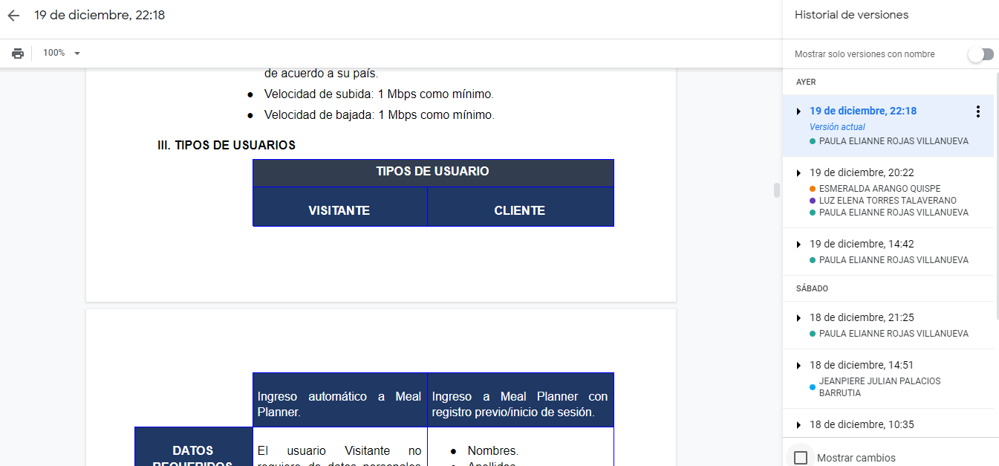 19 de diciembre, 22:18
100%
de acuerdo a su país.
● Velocidad de subida: 1 Mbps como mínimo.
● Velocidad de bajada: 1 Mbps como mínimo.
III. TIPOS DE USUARIOS
TIPOS DE USUARIO
VISITANTE CLIENTE
Ingreso automático a Meal Planner.
Ingreso a Meal Planner con registro previo/inicio de sesión.
DATOS
REQUERIDOS
El usuario Visitante no
requiere de datos personales
● Nombres.
● Apellidos.
Historial de versiones
Mostrar solo versiones con nombre
AYER
19 de diciembre, 22:18
Versión actual
PAULA ELIANNE ROJAS VILLANUEVA
19 de diciembre, 20:22
ESMERALDA ARANGO QUISPE
LUZ ELENA TORRES TALAVERANO
PAULA ELIANNE ROJAS VILLANUEVA
19 de diciembre, 14:42
PAULA ELIANNE ROJAS VILLANUEVA
SÁBADO
18 de diciembre, 21:25
PAULA ELIANNE ROJAS VILLANUEVA
18 de diciembre, 14:51
JEANPIERE JULIAN PALACIOS
BARRUTIA
18 de diciembre, 10:35
Mostrar cambios